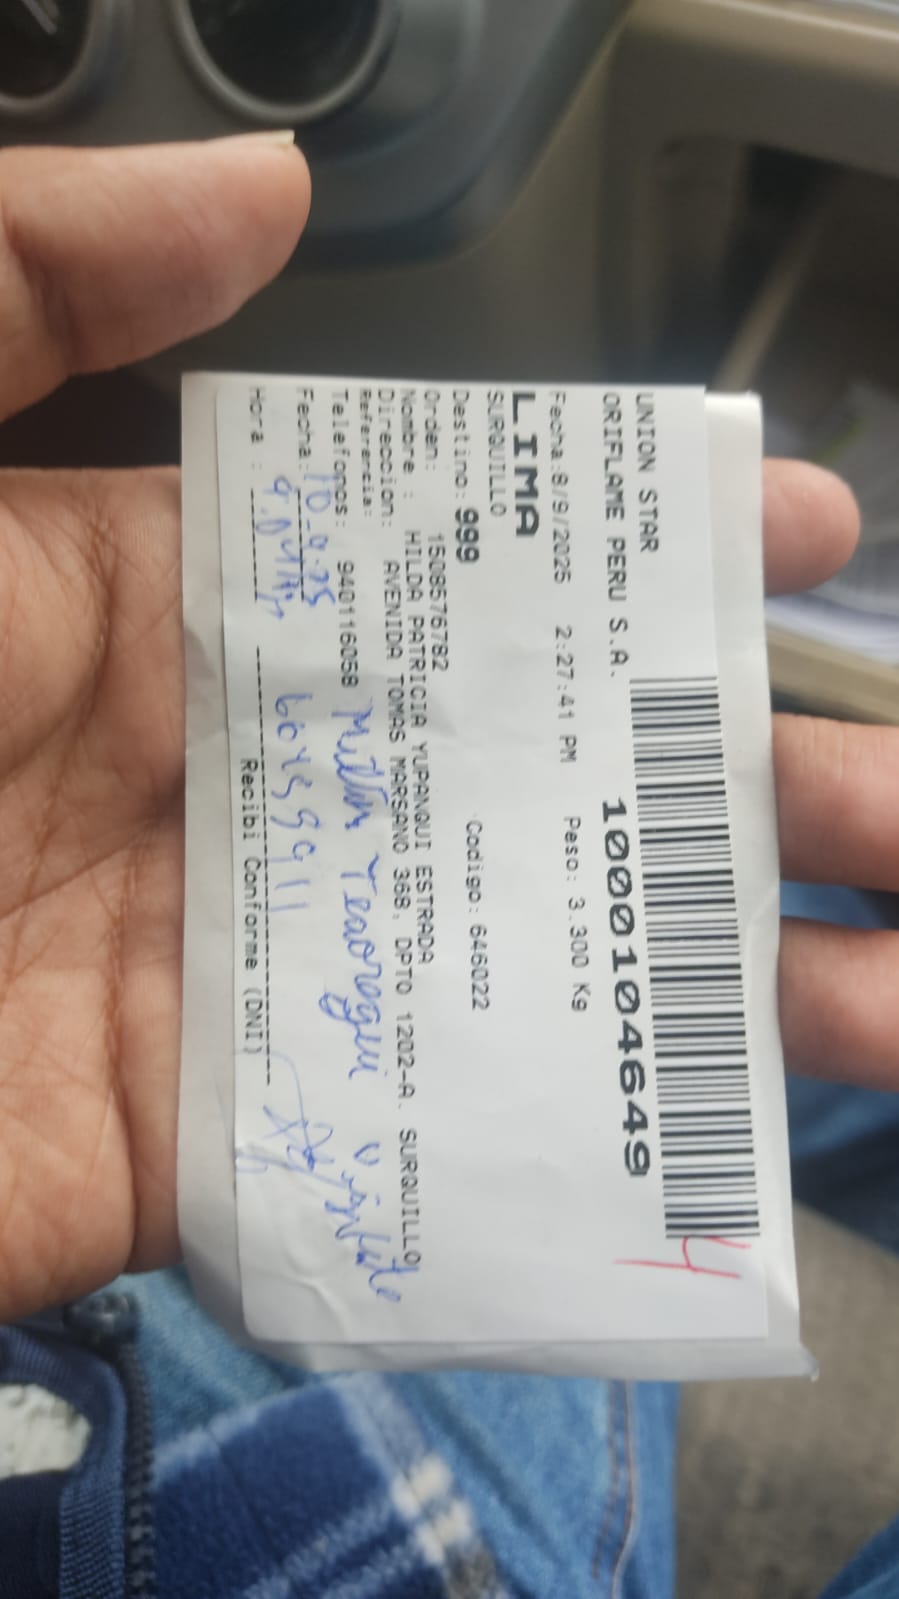 UNION STAR
ORIFLAME PERU S.A. 10001104649
4
Fecha:8/9/2025 2:27:41 PM Peso: 3.300 Kg
LIMA
SURQUILLO
Destino: 999 Codigo: 646022
Orden: 1508576782
Nombre : HILDA PATRICIA YUPANQUI ESTRADA
Direccion: AVENIDA TOMAS MARSANO 368, DPTO 1202-A. SURQUILLO
Referencia:
Telefonos: 940116058
Fecha: 10-9-25
Hora :
Recibi Conforme (DNI)